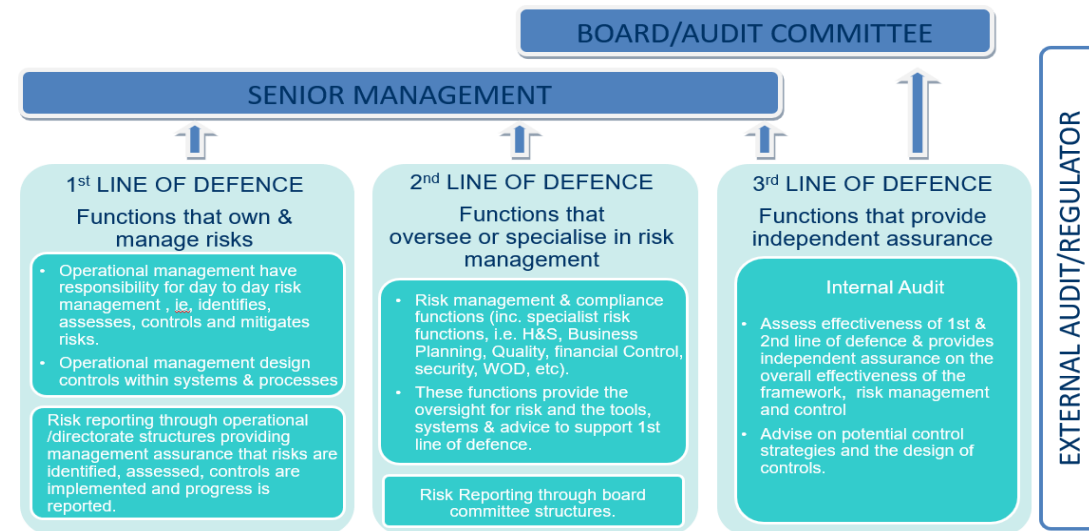 BOARD/AUDIT COMMITTEE
SENIOR MANAGEMENT
1st LINE OF DEFENCE
Functions that own &
manage risks
• Operational management have
responsibility for day to day risk
management , ie, identifies,
assesses, controls and mitigates
risks.
• Operational management design
controls within systems & processes
Risk reporting through operational
/directorate structures providing
management assurance that risks are
identified, assessed, controls are
implemented and progress is
reported.
2nd LINE OF DEFENCE
Functions that
oversee or specialise in risk
management
• Risk management & compliance
functions (inc. specialist risk
functions, i.e. H&S, Business
Planning, Quality, financial Control,
security, WOD, etc).
• These functions provide the
oversight for risk and the tools,
systems & advice to support 1st
line of defence.
Risk Reporting through board
committee structures.
3rd LINE OF DEFENCE
Functions that provide
independent assurance
Internal Audit
• Assess effectiveness of 1st &
2nd line of defence & provides
independent assurance on the
overall effectiveness of the
framework, risk management
and control
• Advise on potential control
strategies and the design of
controls.
EXTERNAL AUDIT/REGULATOR